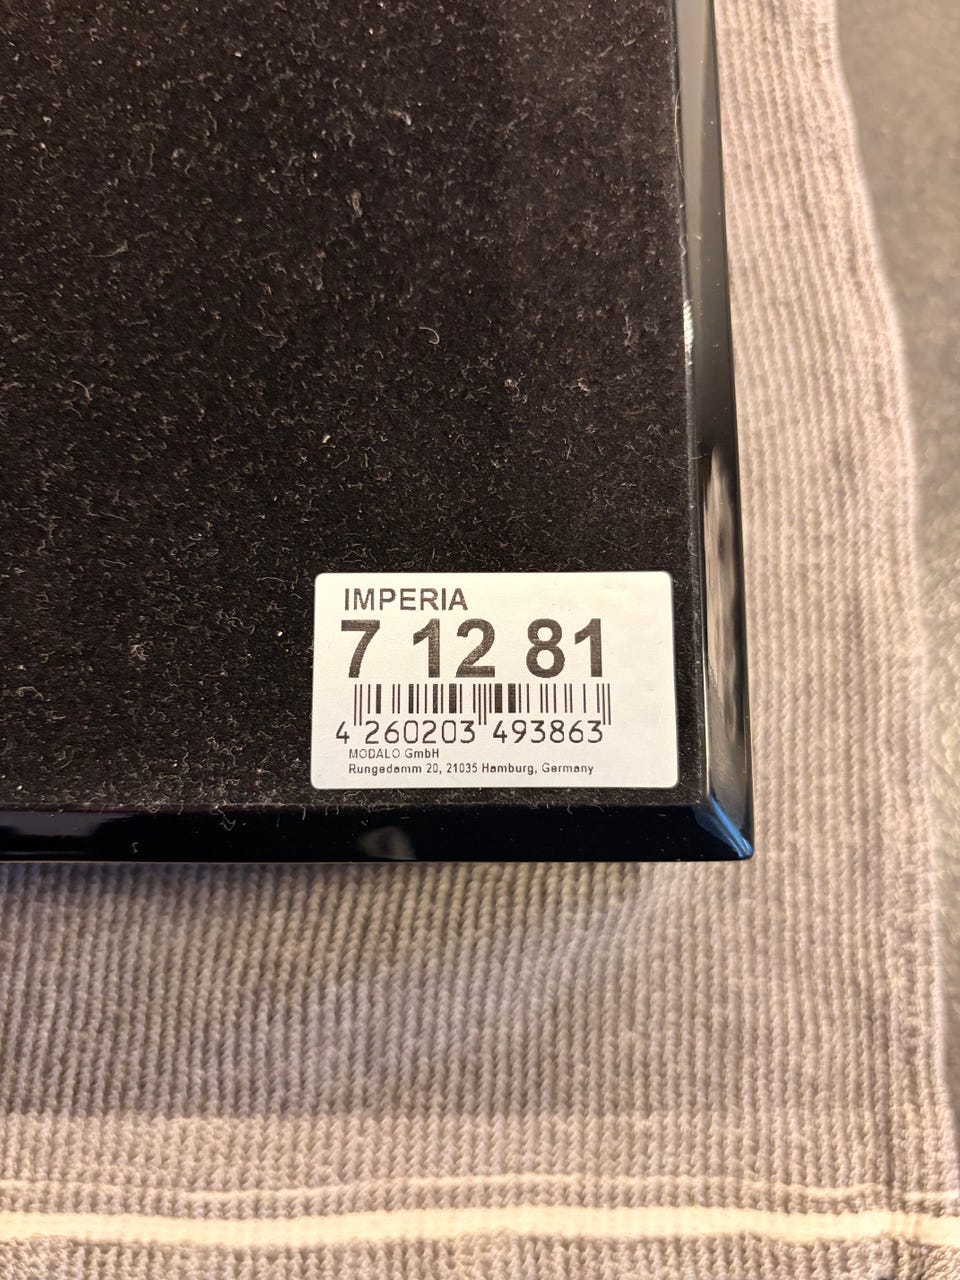 IMPERIA
7 12 81
4 260203 493863
MODALO GmbH
Rungedamm 20, 21035 Hamburg, Germany